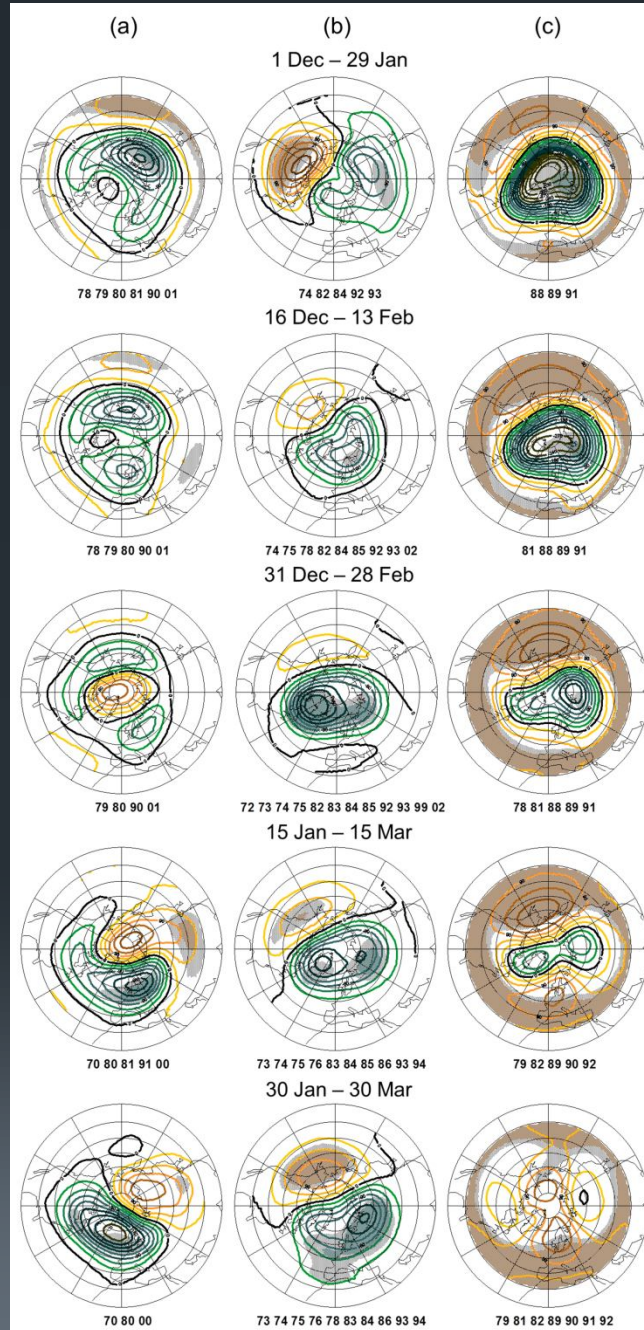 (a) (b) (c)
1 Dec – 29 Jan
78 79 80 81 90 01 74 82 84 92 93 88 89 91
16 Dec – 13 Feb
78 79 80 90 01 74 75 78 82 84 85 92 93 02 81 88 89 91
31 Dec – 28 Feb
79 80 90 01 72 73 74 75 82 83 84 85 92 93 99 02 78 81 88 89 91
15 Jan – 15 Mar
70 80 81 91 00 73 74 75 76 83 84 85 86 93 94 79 82 89 90 92
30 Jan – 30 Mar
70 80 00 73 74 75 76 78 83 84 86 93 94 79 81 82 89 90 91 92